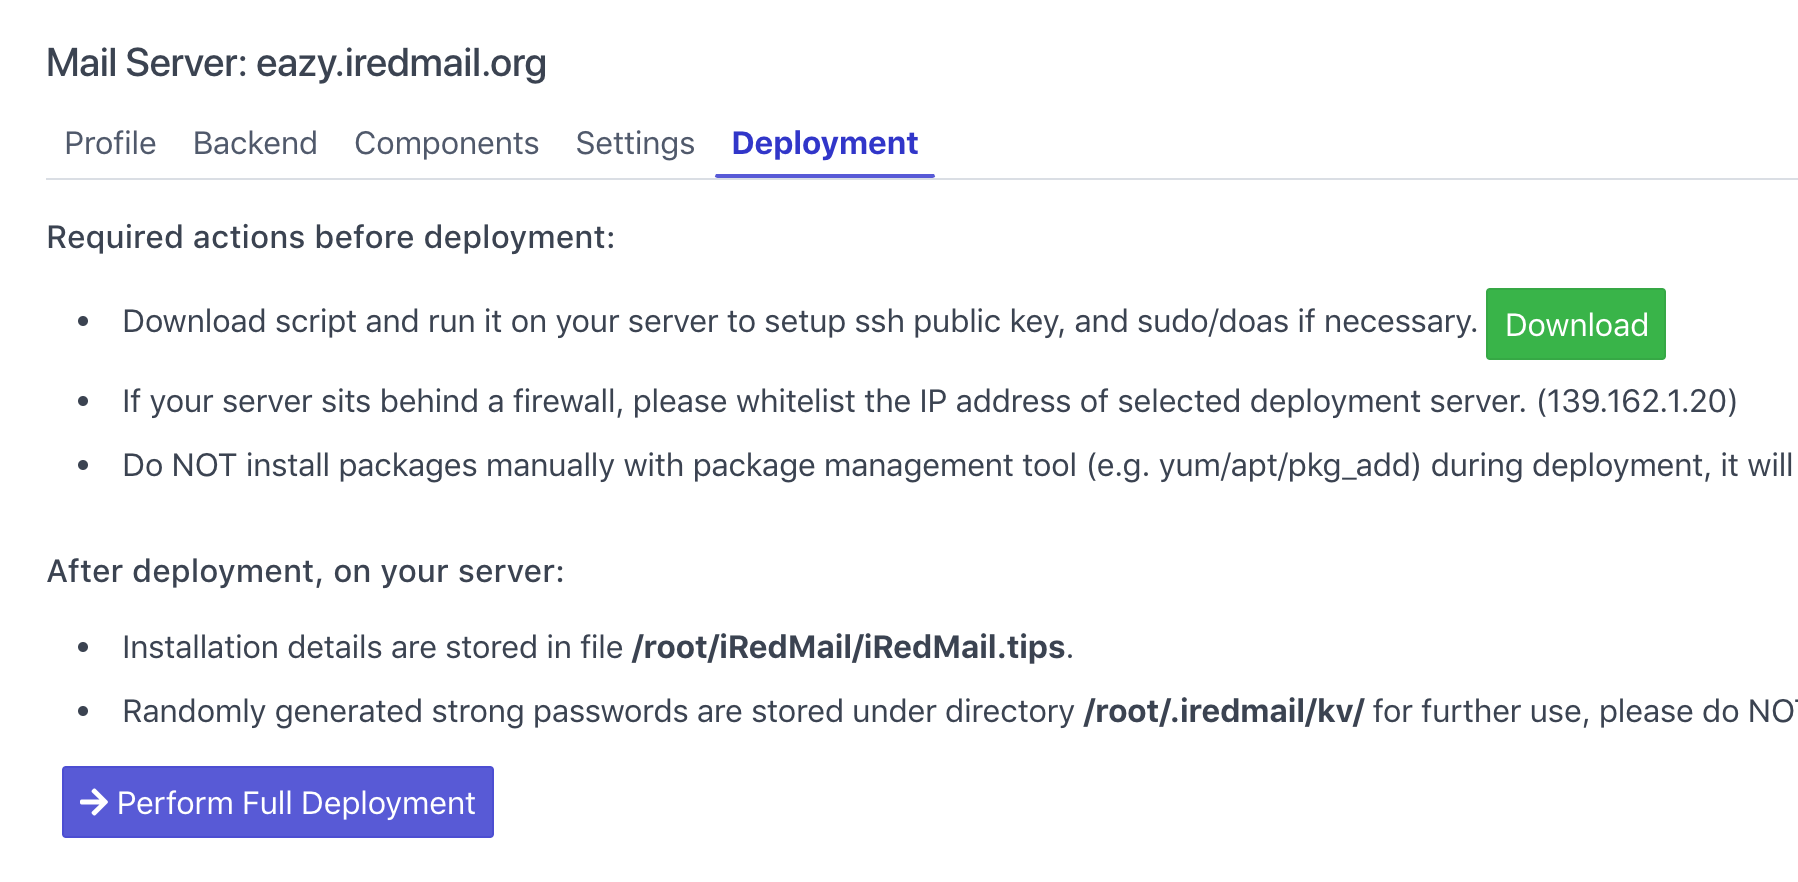 Mail Server: eazy.iredmail.org
Profile Backend Components Settings Deployment
Required actions before deployment:
• Download script and run it on your server to setup ssh public key, and sudo/doas if necessary. Download
• If your server sits behind a firewall, please whitelist the IP address of selected deployment server. (139.162.1.20)
• Do NOT install packages manually with package management tool (e.g. yum/apt/pkg_add) during deployment, it will
After deployment, on your server:
• Installation details are stored in file /root/iRedMail/iRedMail.tips.
• Randomly generated strong passwords are stored under directory /root/.iredmail/kv/ for further use, please do NOT
→ Perform Full Deployment